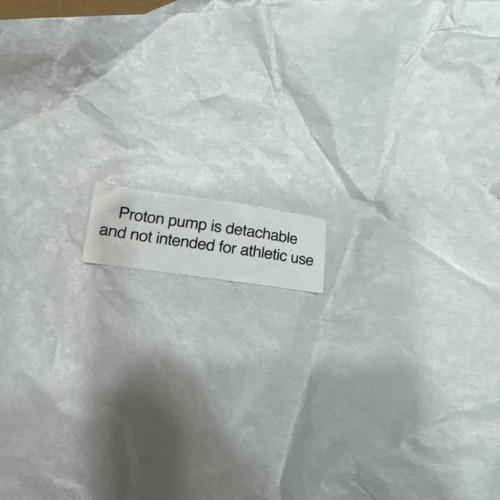 Proton pump is detachable
and not intended for athletic use